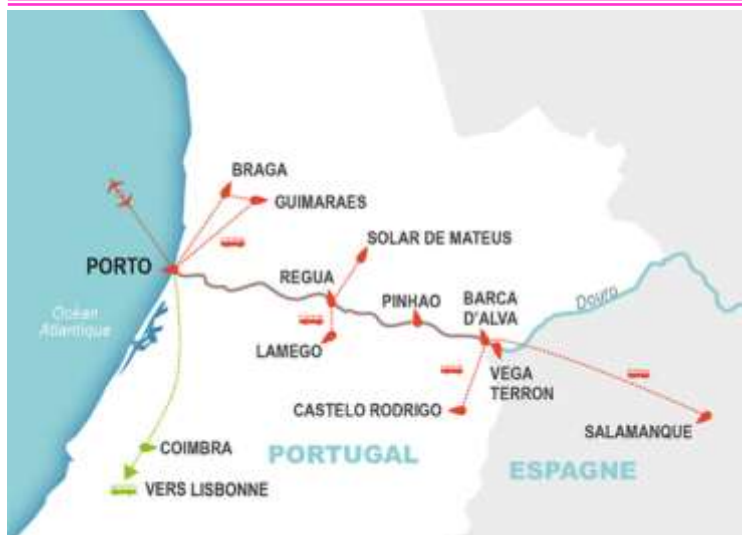 BRAGA
GUIMARAES
SOLAR DE MATEUS
PORTO
REGUA
PINHAO
BARCA
D'ALVA
Douro
Océan
Atlantique
LAMEGO
VEGA
TERRON
CASTELO RODRIGO
SALAMANQUE
COIMBRA
PORTUGAL
ESPAGNE
VERS LISBONNE